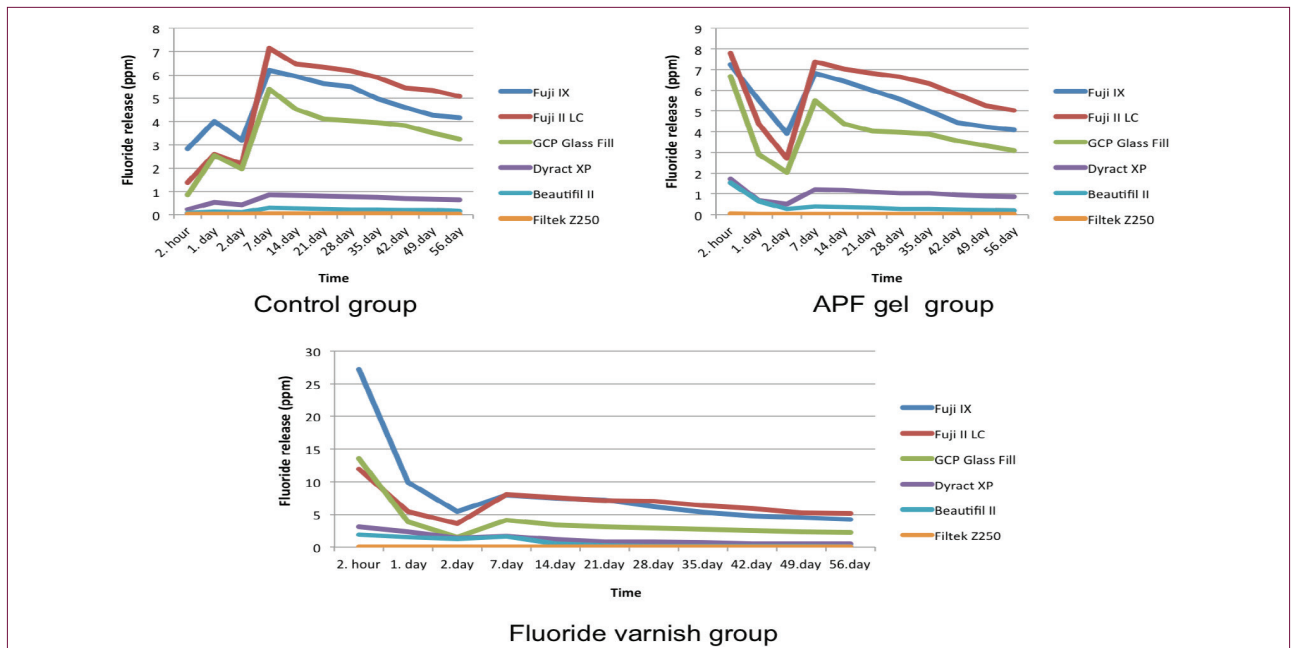 Fluoride release (ppm)
8
7
6
5
4
3
2
1
0
2. hour
1. day
2.day
7.day
14.day
21.day
28.day
35.day
42.day
49.day
56.day
Time
Fuji IX
Fuji II LC
GCP Glass Fill
Dyract XP
Beautifil II
Filtek Z250
Control group
Fluoride release (ppm)
9
8
7
6
5
4
3
2
1
0
2. hour
1. day
2.day
7.day
14.day
21.day
28.day
35.day
42.day
49.day
56.day
Time
Fuji IX
Fuji II LC
GCP Glass Fill
Dyract XP
Beautifil II
Filtek Z250
APF gel group
Fluoride release (ppm)
30
25
20
15
10
5
0
2. hour 1. day 2.day 7.day 14.day 21.day 28.day 35.day 42.day 49.day 56.day
Time
Fuji IX
Fuji II LC
GCP Glass Fill
Dyract XP
Beautifil II
Filtek Z250
Fluoride varnish group